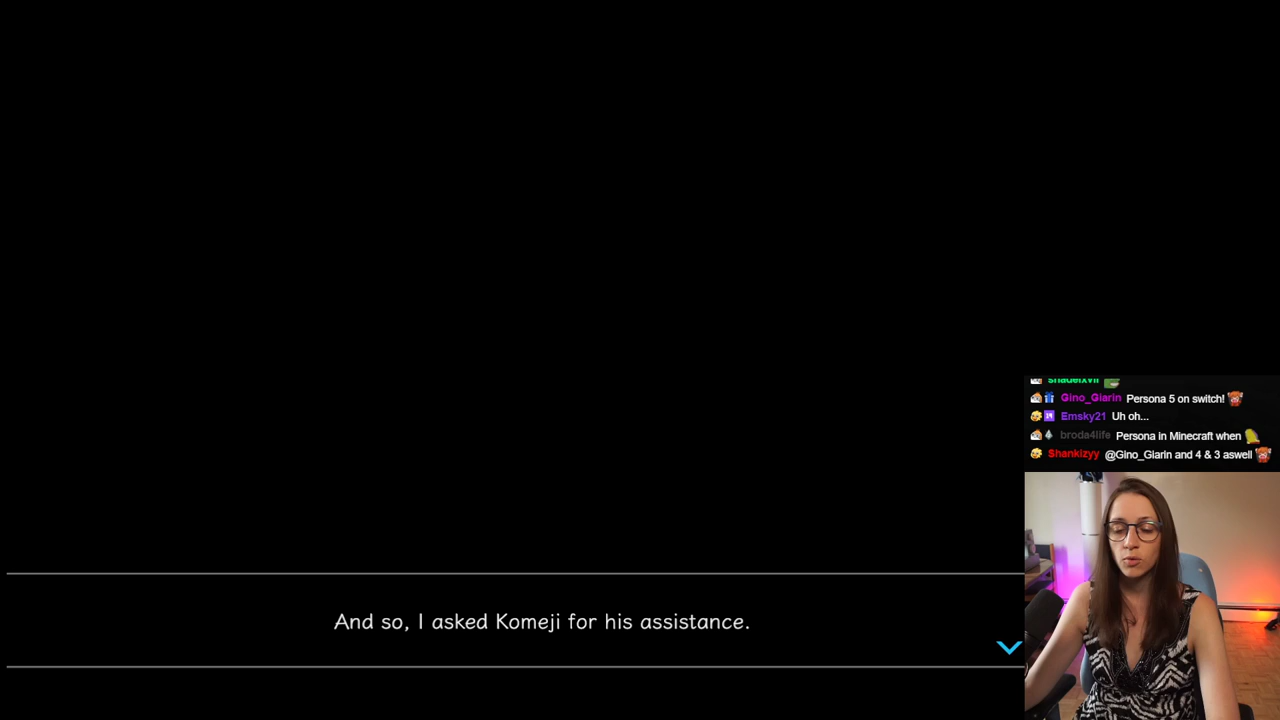 shadelxvii
Gino_Giarin Persona 5 on switch!
Emsky21 Uh oh...
broda4life Persona in Minecraft when
Shankizyy @Gino_Giarin and 4 & 3 aswell
And so, I asked Komeji for his assistance.